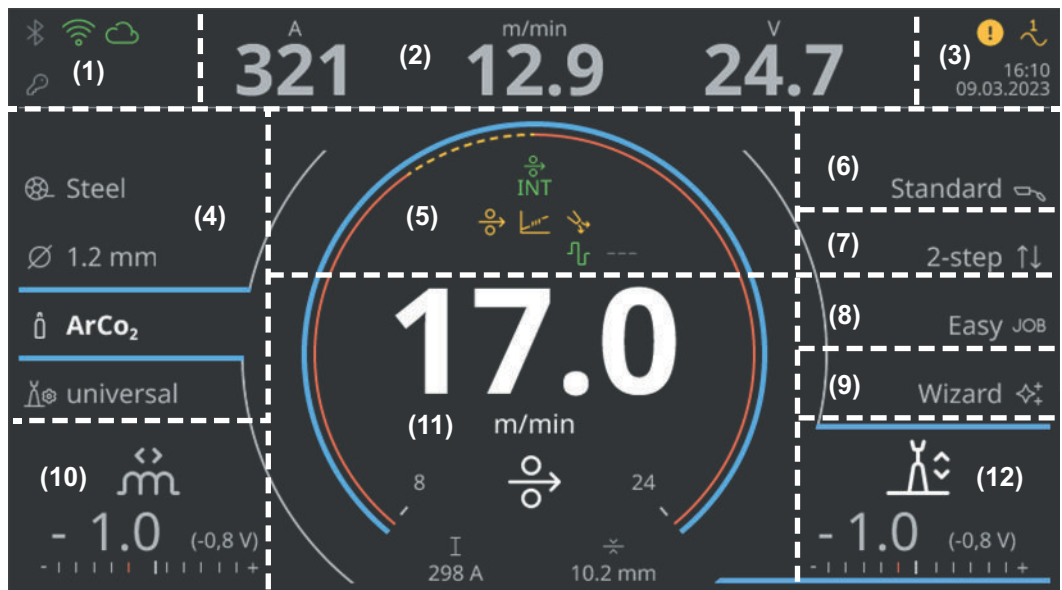 (1)
A
321
(2)
m/min
12.9
V
24.7
(3)
16:10
09.03.2023
Steel
(4)
1.2 mm
ArCo₂
universal
INT
(5)
---
(6)
Standard
(7)
2-step
(8)
Easy JOB
(9)
Wizard
17.0
(11)
m/min
8
24
298 A
10.2 mm
(10)
- 1.0 (-0,8 V)
- +
(12)
- 1.0 (-0,8 V)
- +